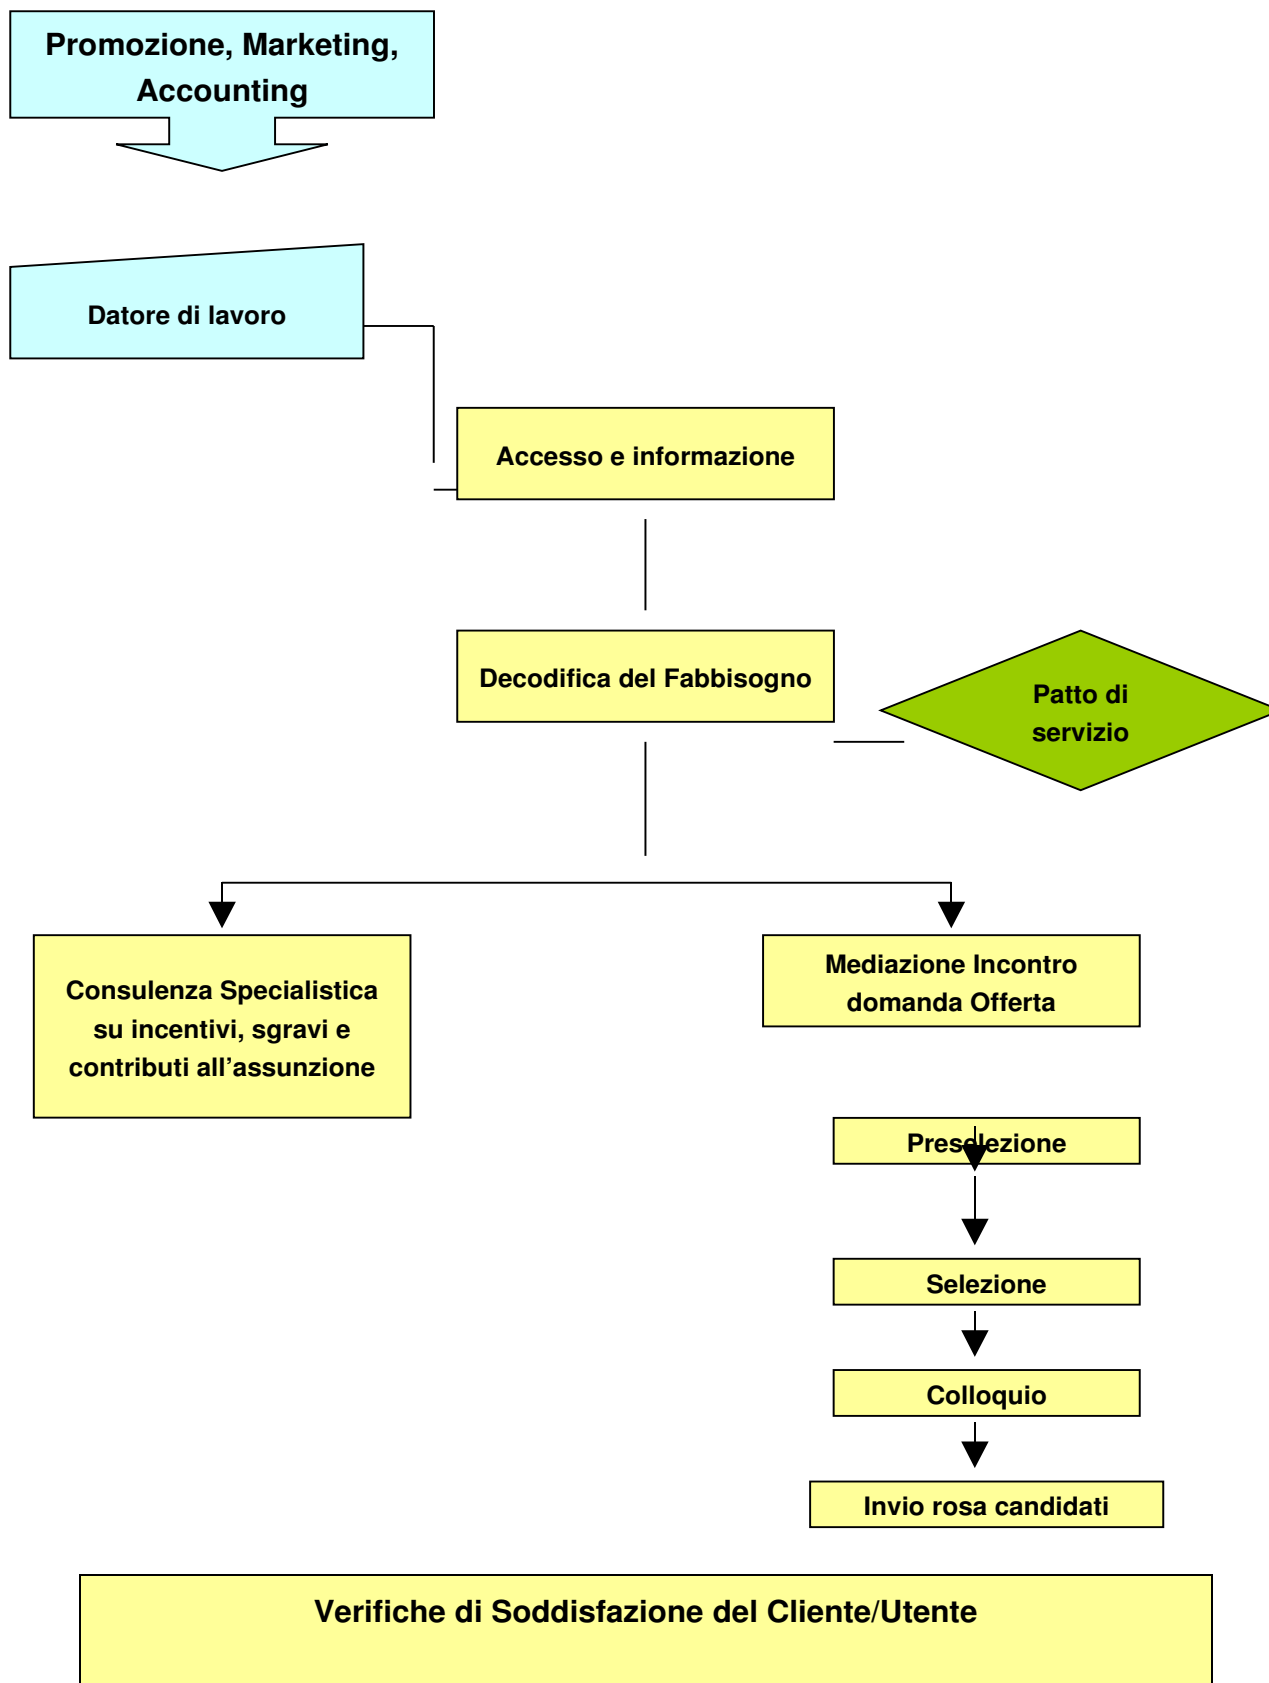 Promozione, Marketing,
Accounting
Datore di lavoro
Accesso e informazione
Decodifica del Fabbisogno
Patto di
servizio
Consulenza Specialistica
su incentivi, sgravi e
contributi all’assunzione
Mediazione Incontro
domanda Offerta
Preselezione
Selezione
Colloquio
Invio rosa candidati
Verifiche di Soddisfazione del Cliente/Utente